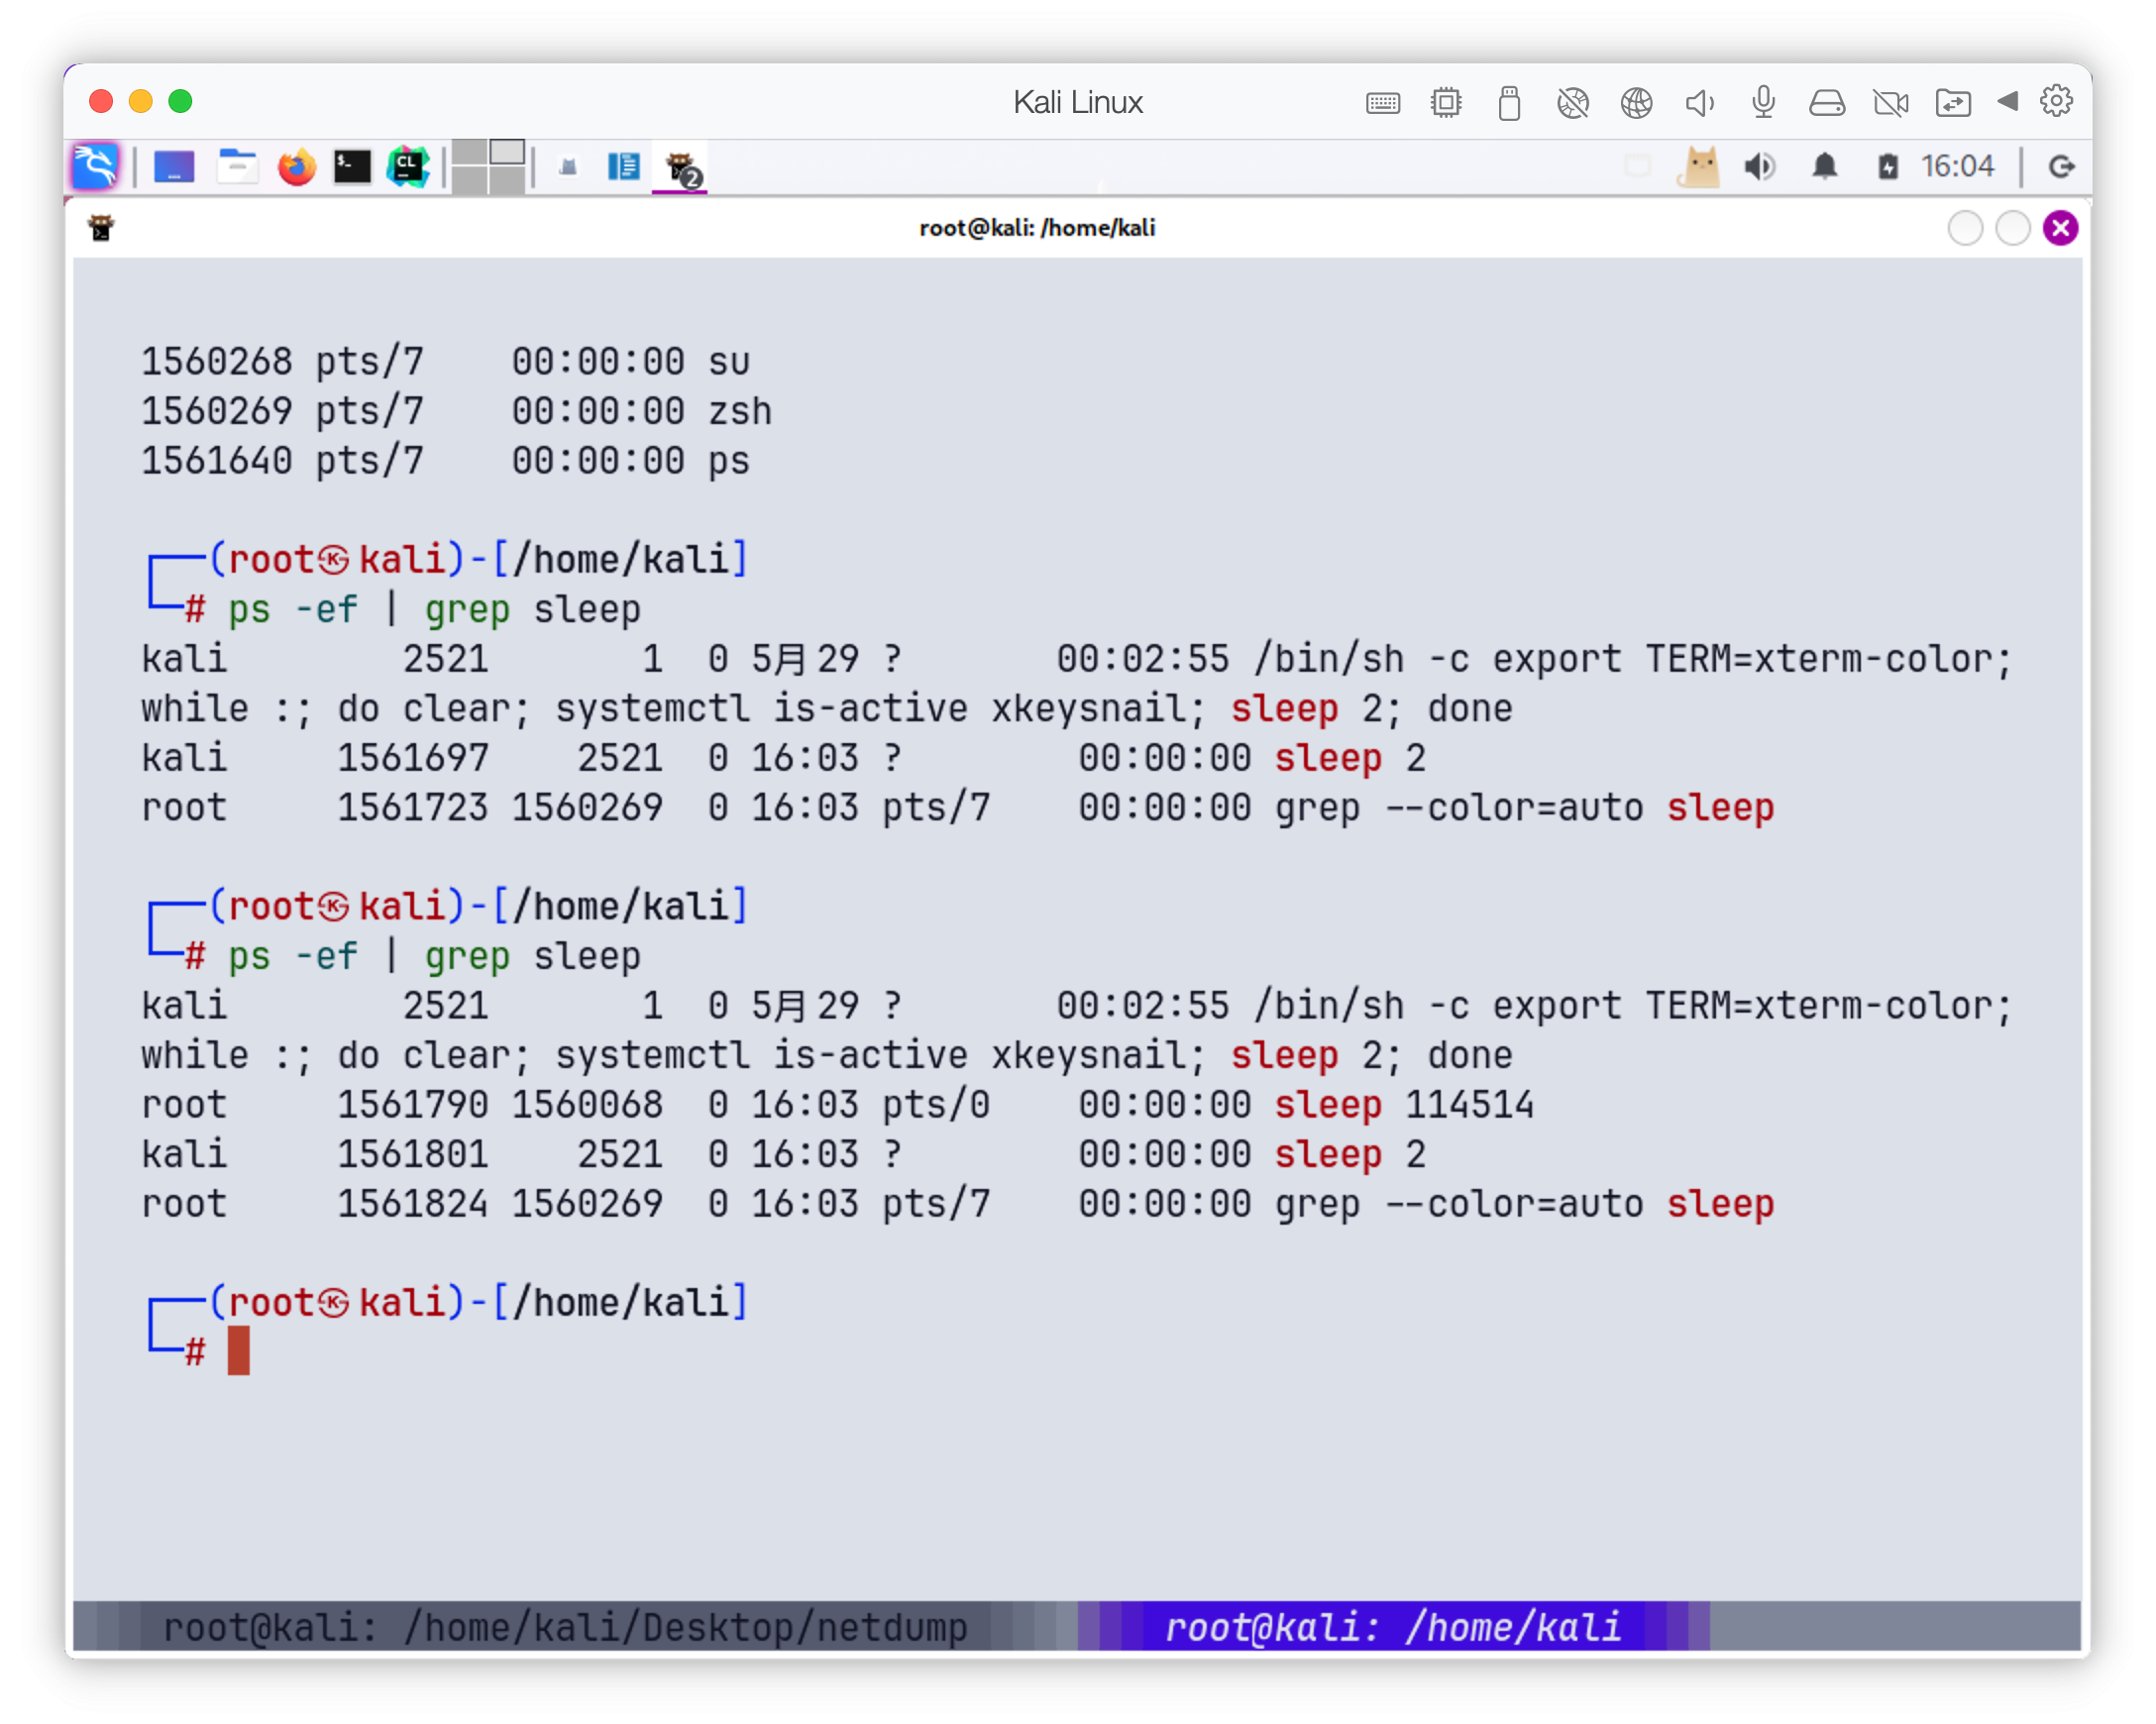 Kali Linux
$_
CL
2
16:04
root@kali: /home/kali
1560268 pts/7    00:00:00 su
1560269 pts/7    00:00:00 zsh
1561640 pts/7    00:00:00 ps
┌──(root㉿kali)-[/home/kali]
└─# ps -ef | grep sleep
kali        2521       1  0 5月29 ?       00:02:55 /bin/sh -c export TERM=xterm-color;
while :; do clear; systemctl is-active xkeysnail; sleep 2; done
kali     1561697    2521  0 16:03 ?        00:00:00 sleep 2
root     1561723 1560269  0 16:03 pts/7    00:00:00 grep --color=auto sleep
┌──(root㉿kali)-[/home/kali]
└─# ps -ef | grep sleep
kali        2521       1  0 5月29 ?       00:02:55 /bin/sh -c export TERM=xterm-color;
while :; do clear; systemctl is-active xkeysnail; sleep 2; done
root     1561790 1560068  0 16:03 pts/0    00:00:00 sleep 114514
kali     1561801    2521  0 16:03 ?        00:00:00 sleep 2
root     1561824 1560269  0 16:03 pts/7    00:00:00 grep --color=auto sleep
┌──(root㉿kali)-[/home/kali]
└─#
root@kali: /home/kali/Desktop/netdump   root@kali: /home/kali